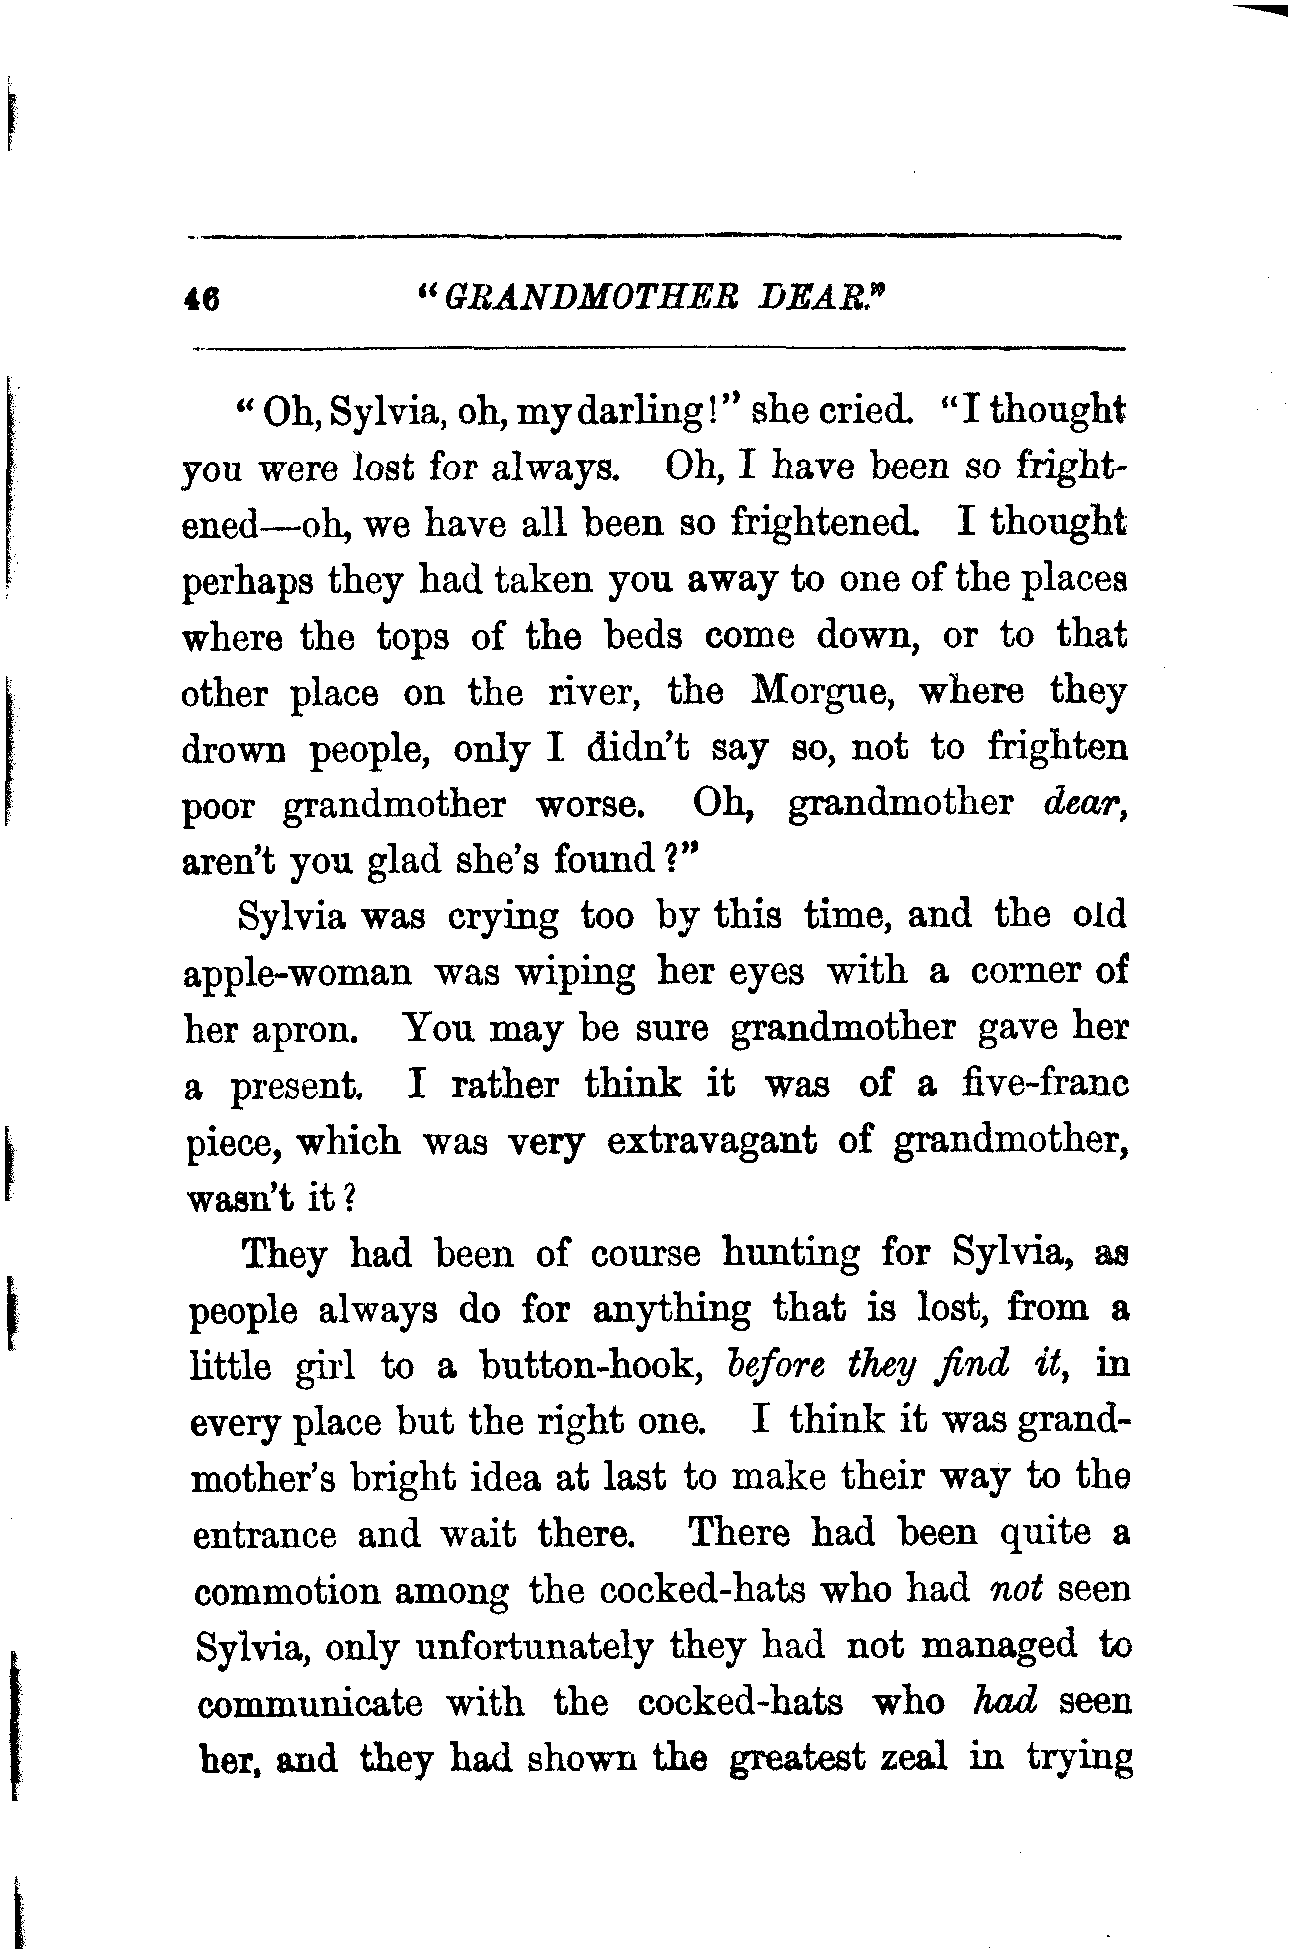 46 "GRANDMOTHER DEAR."
"Oh, Sylvia, oh, my darling!" she cried. "I thought
you were lost for always. Oh, I have been so fright-
ened—oh, we have all been so frightened. I thought
perhaps they had taken you away to one of the places
where the tops of the beds come down, or to that
other place on the river, the Morgue, where they
drown people, only I didn't say so, not to frighten
poor grandmother worse. Oh, grandmother dear,
aren't you glad she's found?"
Sylvia was crying too by this time, and the old
apple-woman was wiping her eyes with a corner of
her apron. You may be sure grandmother gave her
a present. I rather think it was of a five-franc
piece, which was very extravagant of grandmother,
wasn't it?
They had been of course hunting for Sylvia, as
people always do for anything that is lost, from a
little girl to a button-hook, before they find it, in
every place but the right one. I think it was grand-
mother's bright idea at last to make their way to the
entrance and wait there. There had been quite a
commotion among the cocked-hats who had not seen
Sylvia, only unfortunately they had not managed to
communicate with the cocked-hats who had seen
her, and they had shown the greatest zeal in trying